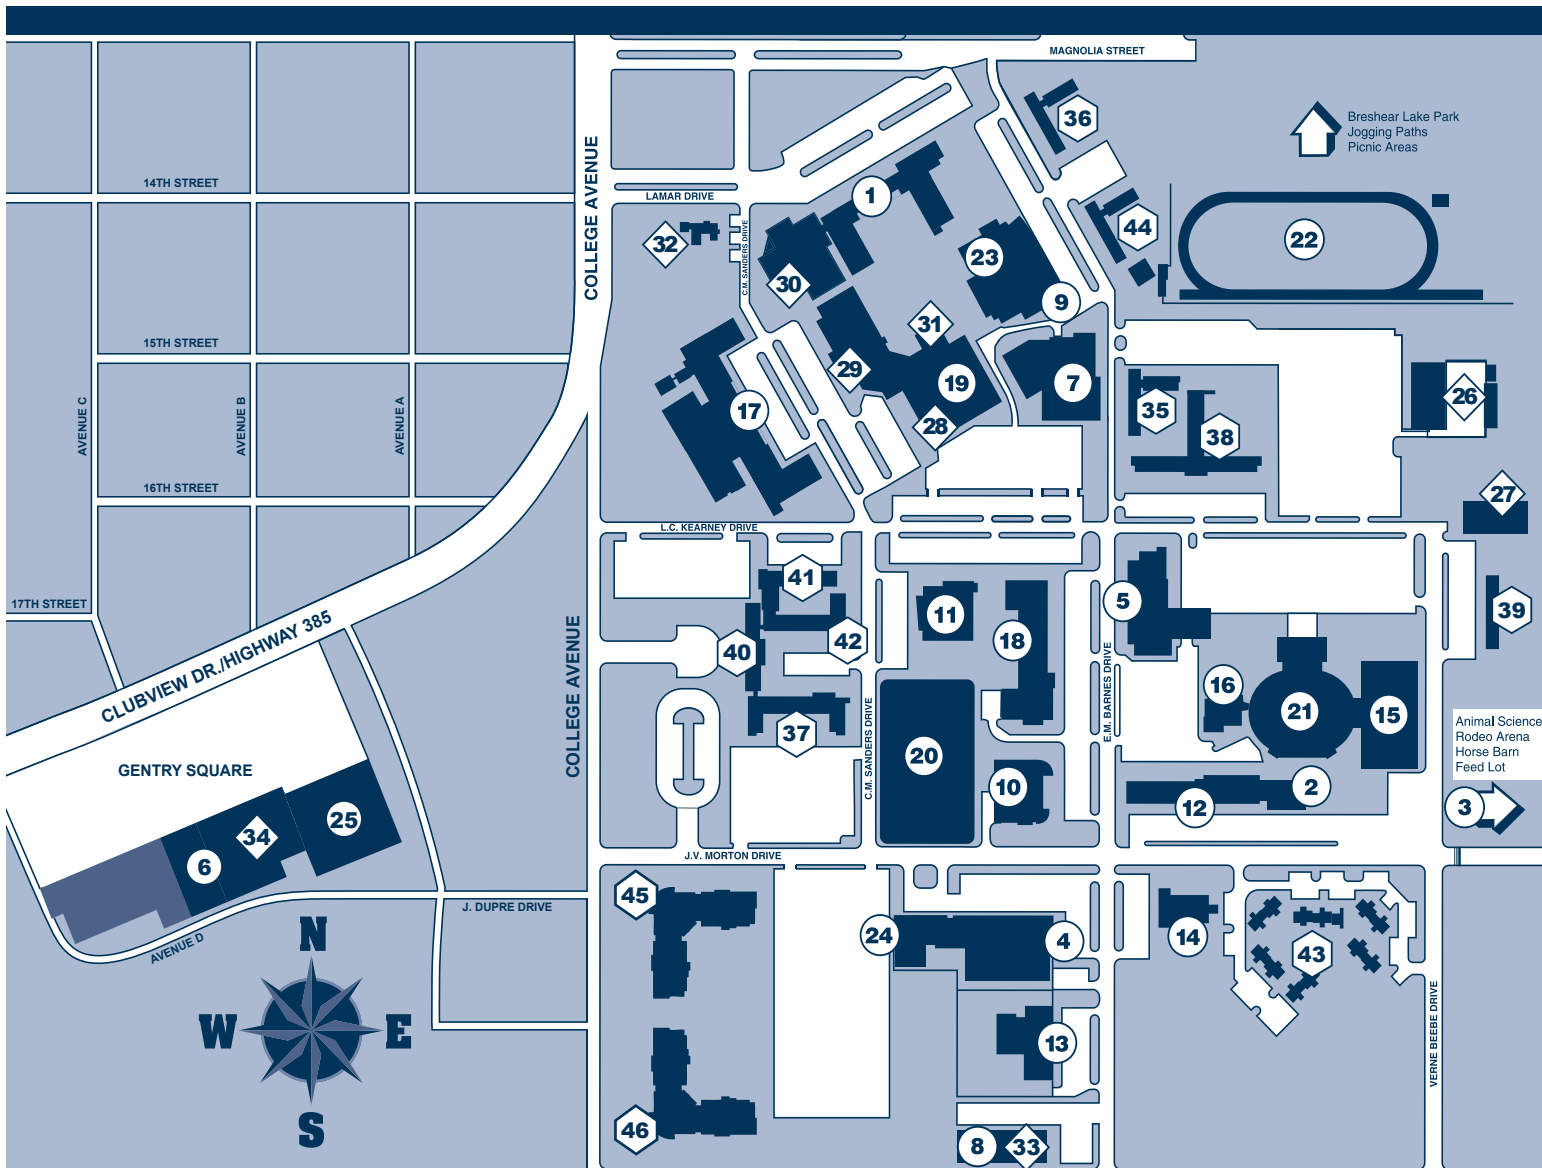 MAGNOLIA STREET
36
Breshear Lake Park
Jogging Paths
Picnic Areas
14TH STREET
COLLEGE AVENUE
LAMAR DRIVE
1
32
C.M. SANDERS DRIVE
44
22
23
30
9
31
15TH STREET
29
19
7
17
28
35
38
26
AVENUE C
AVENUE B
AVENUE A
16TH STREET
27
L.C. KEARNEY DRIVE
41
5
11
17TH STREET
39
CLUBVIEW DR./HIGHWAY 385
COLLEGE AVENUE
40
42
18
E.M. BARNES DRIVE
16
21
15
37
C.M. SANDERS DRIVE
20
Animal Science
Rodeo Arena
Horse Barn
Feed Lot
GENTRY SQUARE
10
2
12
3
25
34
6
J.V. MORTON DRIVE
45
J. DUPRE DRIVE
24
4
14
43
AVENUE D
N
W
E
S
13
VERNE BEEBE DRIVE
46
8
33